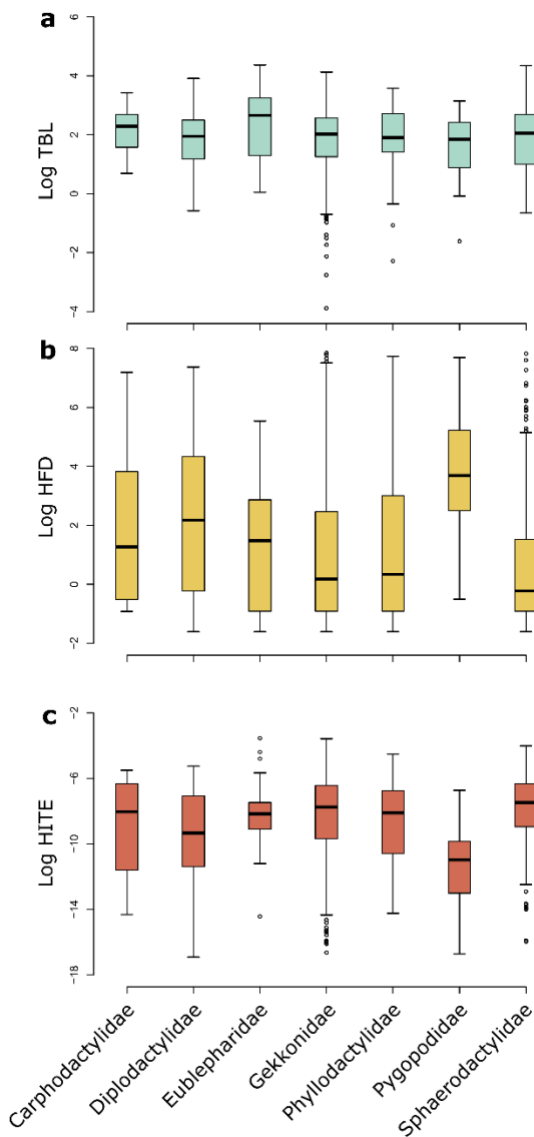 a
Log TBL
6
4
2
0
−2
−4
b
Log HFD
8
6
4
2
0
−2
c
Log HITE
−2
−6
−10
−14
−18
Carphodactylidae
Diplodactylidae
Eublepharidae
Gekkonidae
Phyllodactylidae
Pygopodidae
Sphaerodactylidae